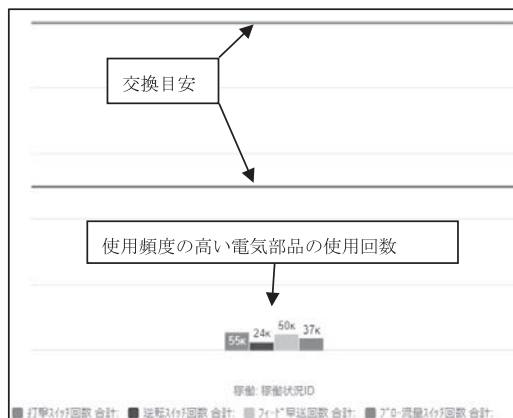 交換目安
使用頻度の高い電気部品の使用回数
55K 24K 50K 37K
稼働: 稼働状況ID
打撃スイッチ回数 合計: 逆転スイッチ回数 合計: フィード早送回数 合計: ブロー流量スイッチ回数 合計: